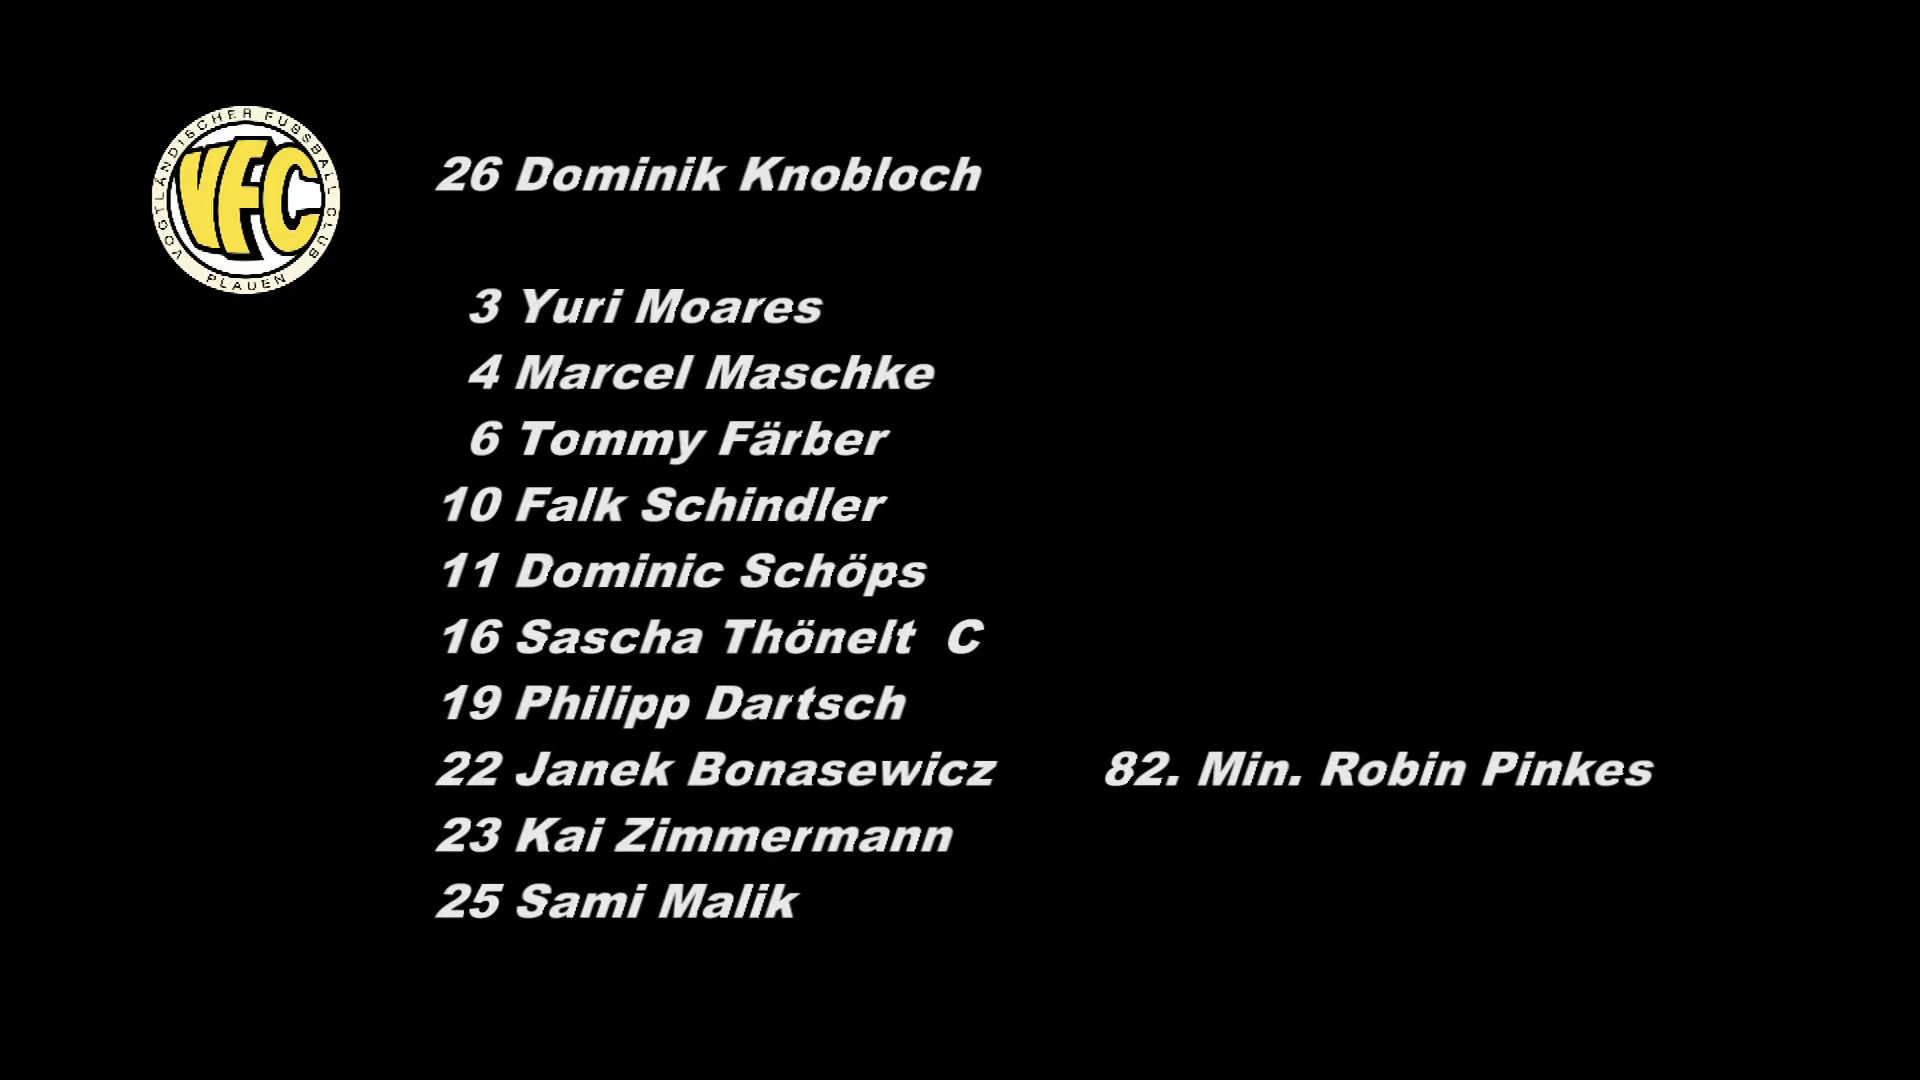 VOGTLÄNDISCHER FUSSBALL CLUB
VFC
PLAUEN
26 Dominik Knobloch
3 Yuri Moares
4 Marcel Maschke
6 Tommy Färber
10 Falk Schindler
11 Dominic Schöps
16 Sascha Thönelt C
19 Philipp Dartsch
22 Janek Bonasewicz 82. Min. Robin Pinkes
23 Kai Zimmermann
25 Sami Malik